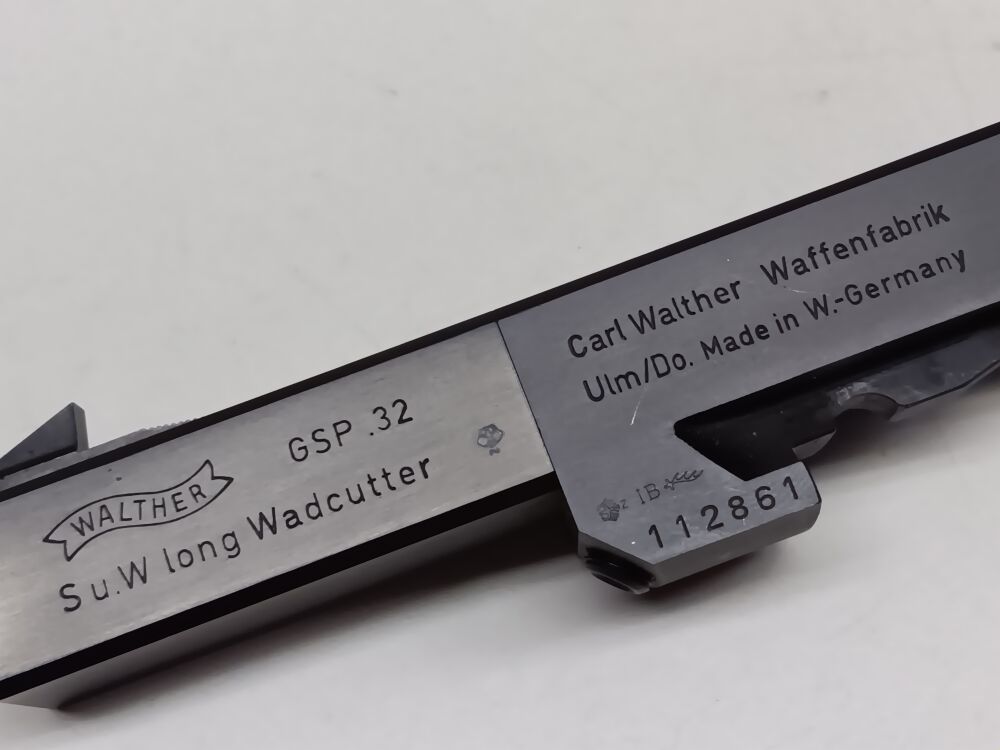 WALTHER
GSP .32
S u.W long Wadcutter
Carl Walther Waffenfabrik
Ulm/Do. Made in W.-Germany
IB
112861